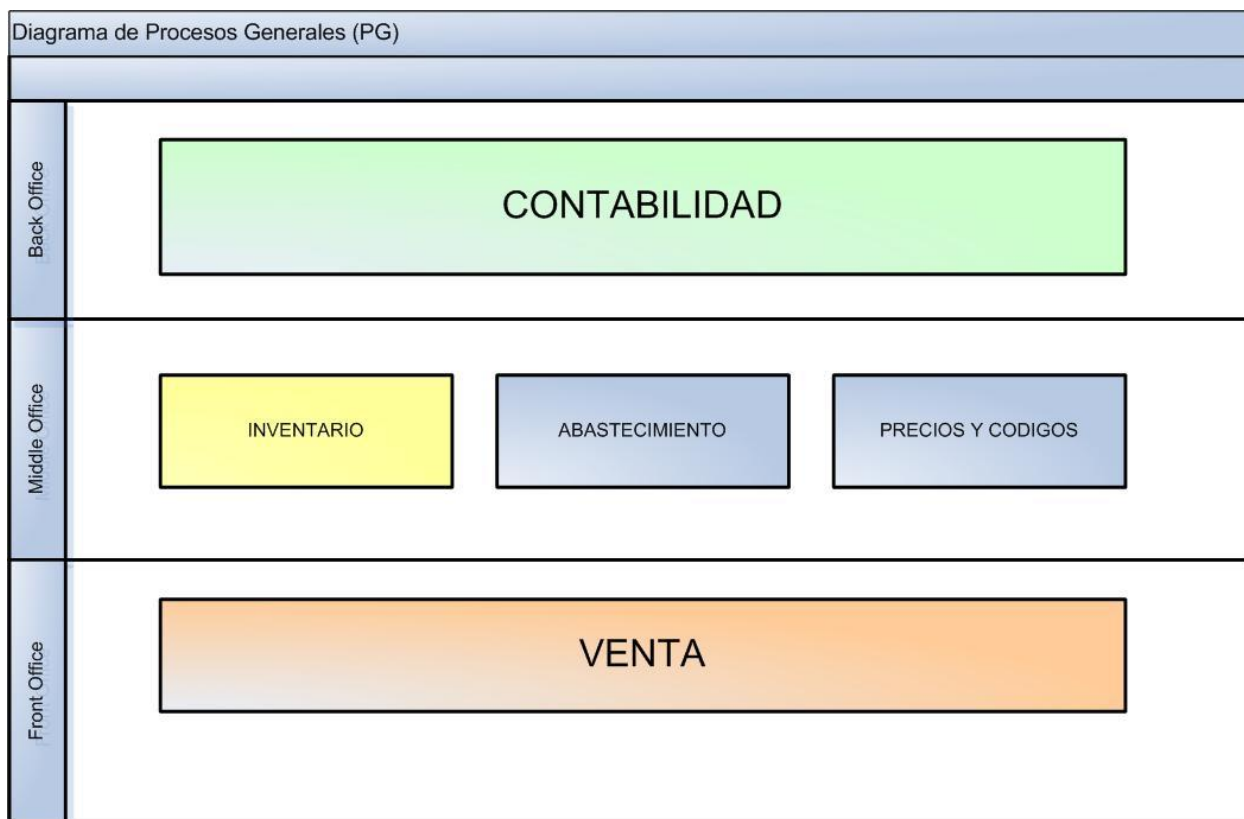 Diagrama de Procesos Generales (PG)
Back Office
CONTABILIDAD
Middle Office
INVENTARIO
ABASTECIMIENTO
PRECIOS Y CODIGOS
Front Office
VENTA